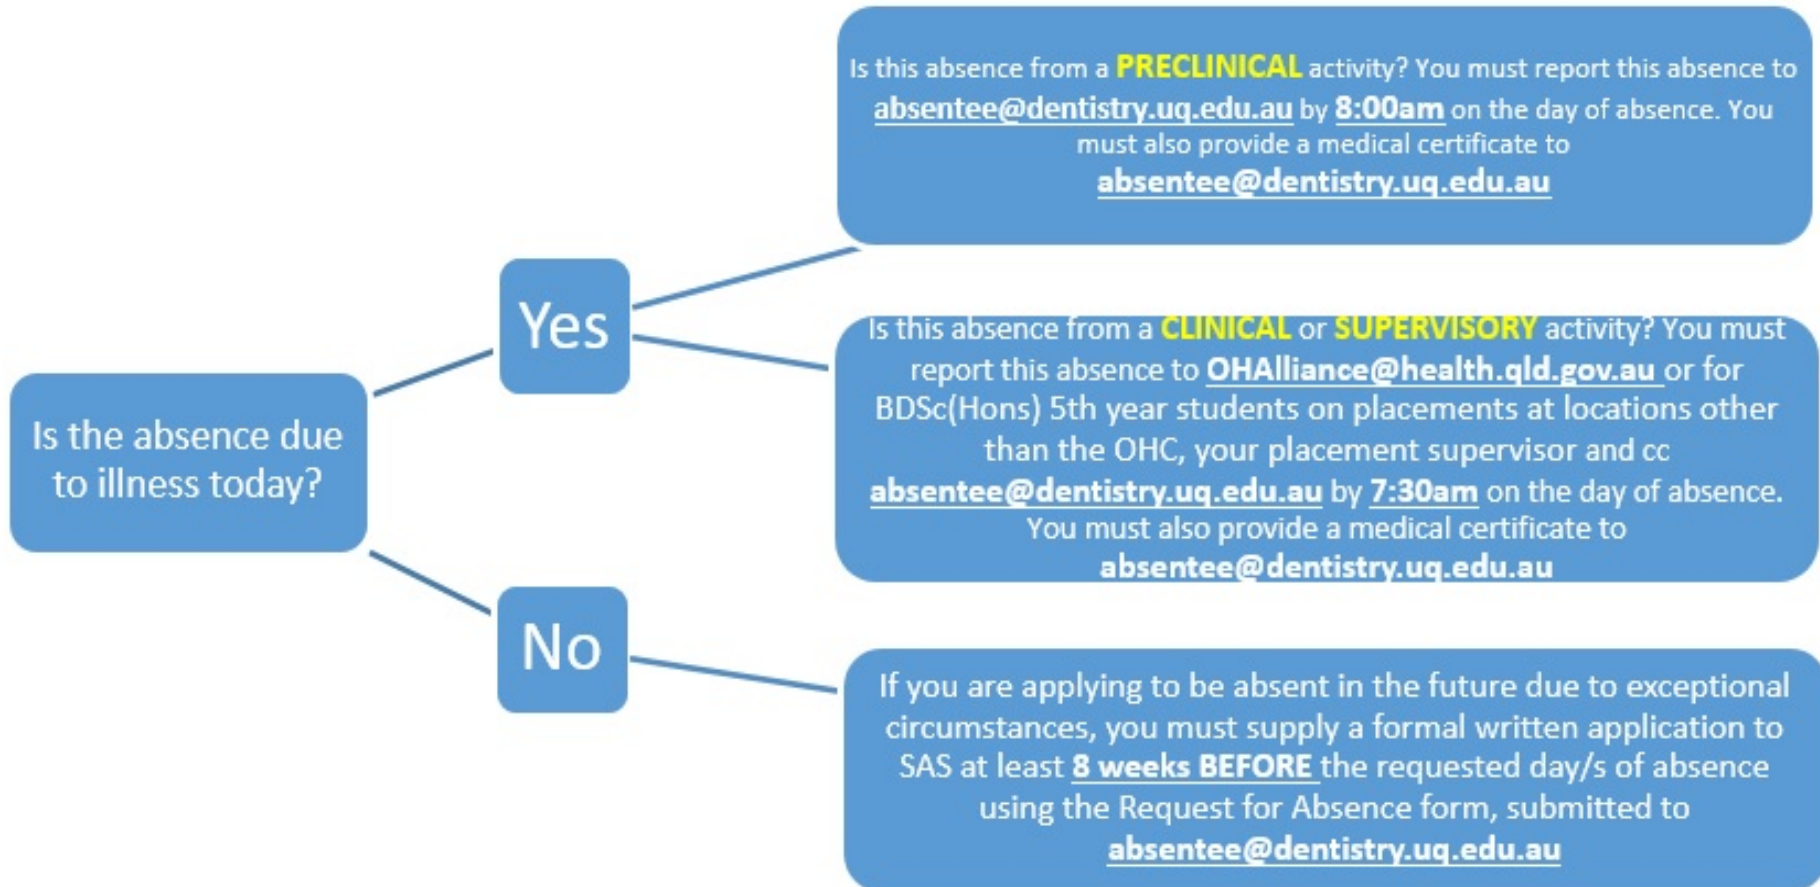 Is the absence due
to illness today?
Yes
Is this absence from a PRECLINICAL activity? You must report this absence to
absentee@dentistry.uq.edu.au by 8:00am on the day of absence. You
must also provide a medical certificate to
absentee@dentistry.uq.edu.au
Is this absence from a CLINICAL or SUPERVISORY activity? You must
report this absence to OHAlliance@health.qld.gov.au or for
BDSc(Hons) 5th year students on placements at locations other
than the OHC, your placement supervisor and cc
absentee@dentistry.uq.edu.au by 7:30am on the day of absence.
You must also provide a medical certificate to
absentee@dentistry.uq.edu.au
No
If you are applying to be absent in the future due to exceptional
circumstances, you must supply a formal written application to
SAS at least 8 weeks BEFORE the requested day/s of absence
using the Request for Absence form, submitted to
absentee@dentistry.uq.edu.au